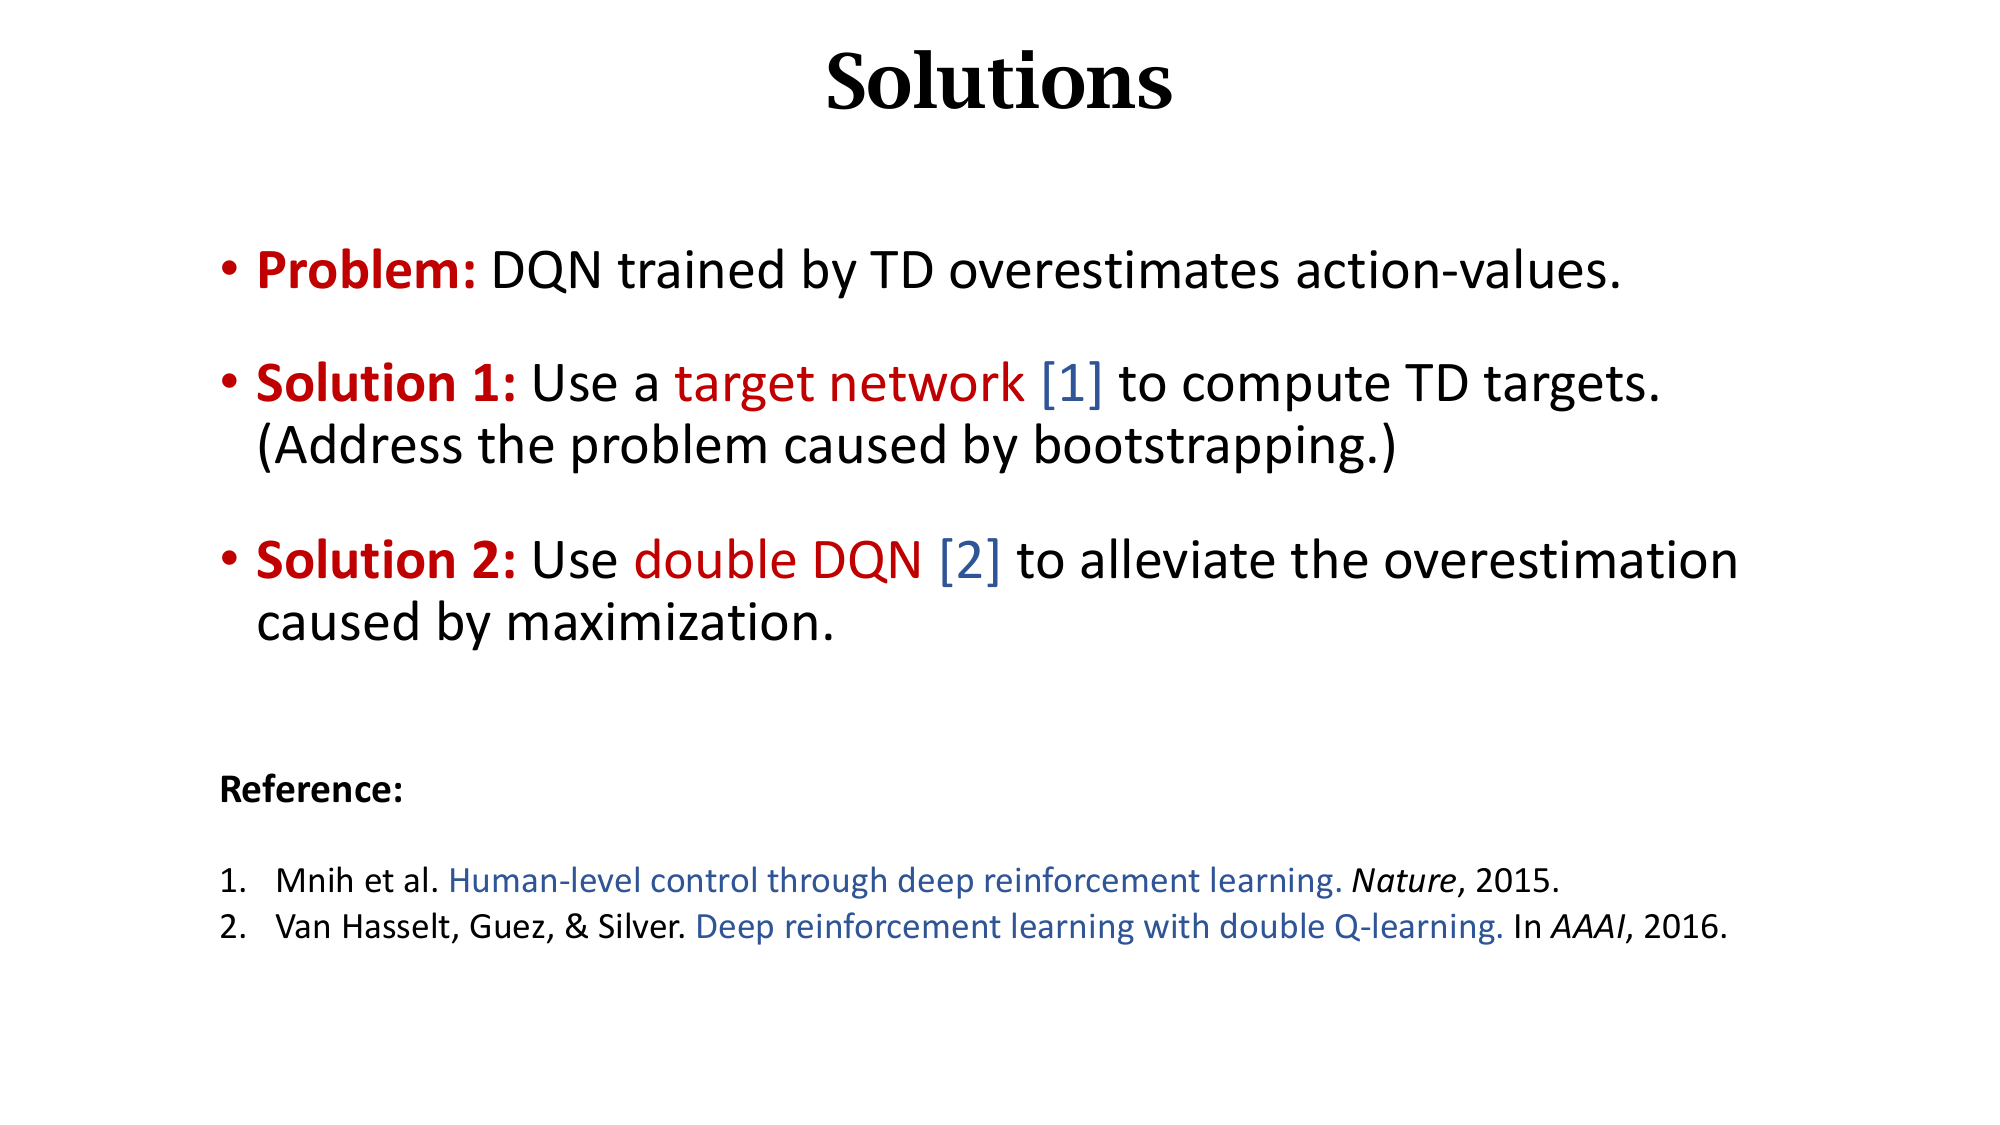 Solutions
• Problem: DQN trained by TD overestimates action-values.
• Solution 1: Use a target network [1] to compute TD targets.
(Address the problem caused by bootstrapping.)
• Solution 2: Use double DQN [2] to alleviate the overestimation
caused by maximization.
Reference:
1. Mnih et al. Human-level control through deep reinforcement learning. Nature, 2015.
2. Van Hasselt, Guez, & Silver. Deep reinforcement learning with double Q-learning. In AAAI, 2016.